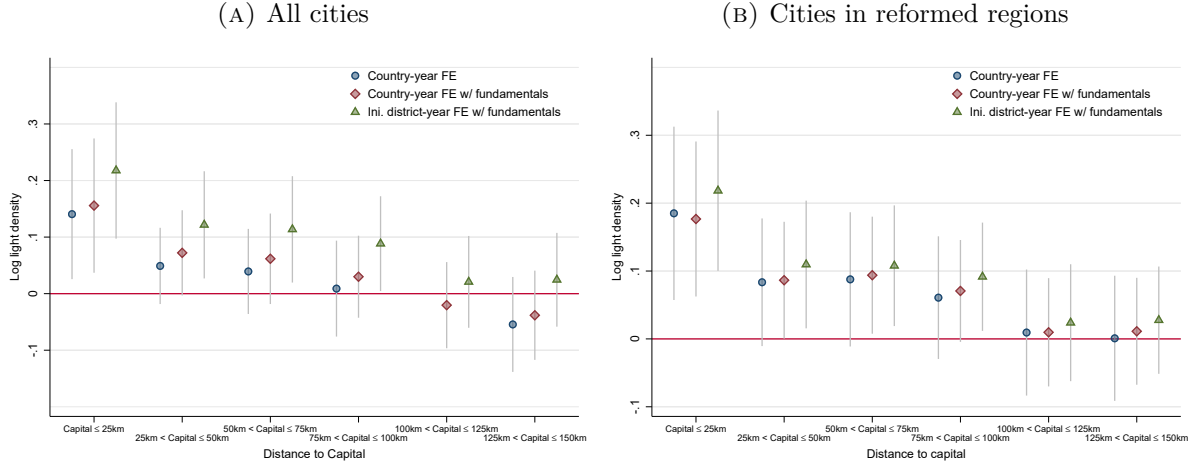 (A) All cities
Country-year FE
Country-year FE w/ fundamentals
Ini. district-year FE w/ fundamentals
Log light density
.3
.2
.1
0
-.1
Capital ≤ 25km
25km < Capital ≤ 50km
50km < Capital ≤ 75km
75km < Capital ≤ 100km
100km < Capital ≤ 125km
125km < Capital ≤ 150km
Distance to Capital
(B) Cities in reformed regions
Country-year FE
Country-year FE w/ fundamentals
Ini. district-year FE w/ fundamentals
Log light density
.3
.2
.1
0
-.1
Capital ≤ 25km
25km < Capital ≤ 50km
50km < Capital ≤ 75km
75km < Capital ≤ 100km
100km < Capital ≤ 125km
125km < Capital ≤ 150km
Distance to capital